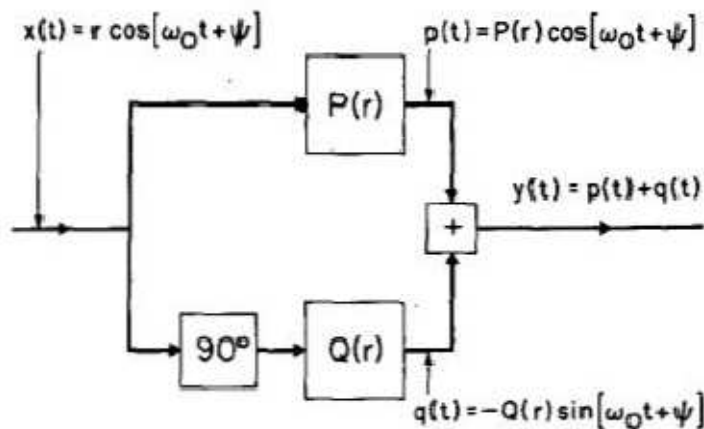 x(t) = r cos[ω₀t+ψ]
p(t) = P(r) cos[ω₀t+ψ]
P(r)
y(t) = p(t)+q(t)
+
90°
Q(r)
q(t) = -Q(r) sin[ω₀t+ψ]